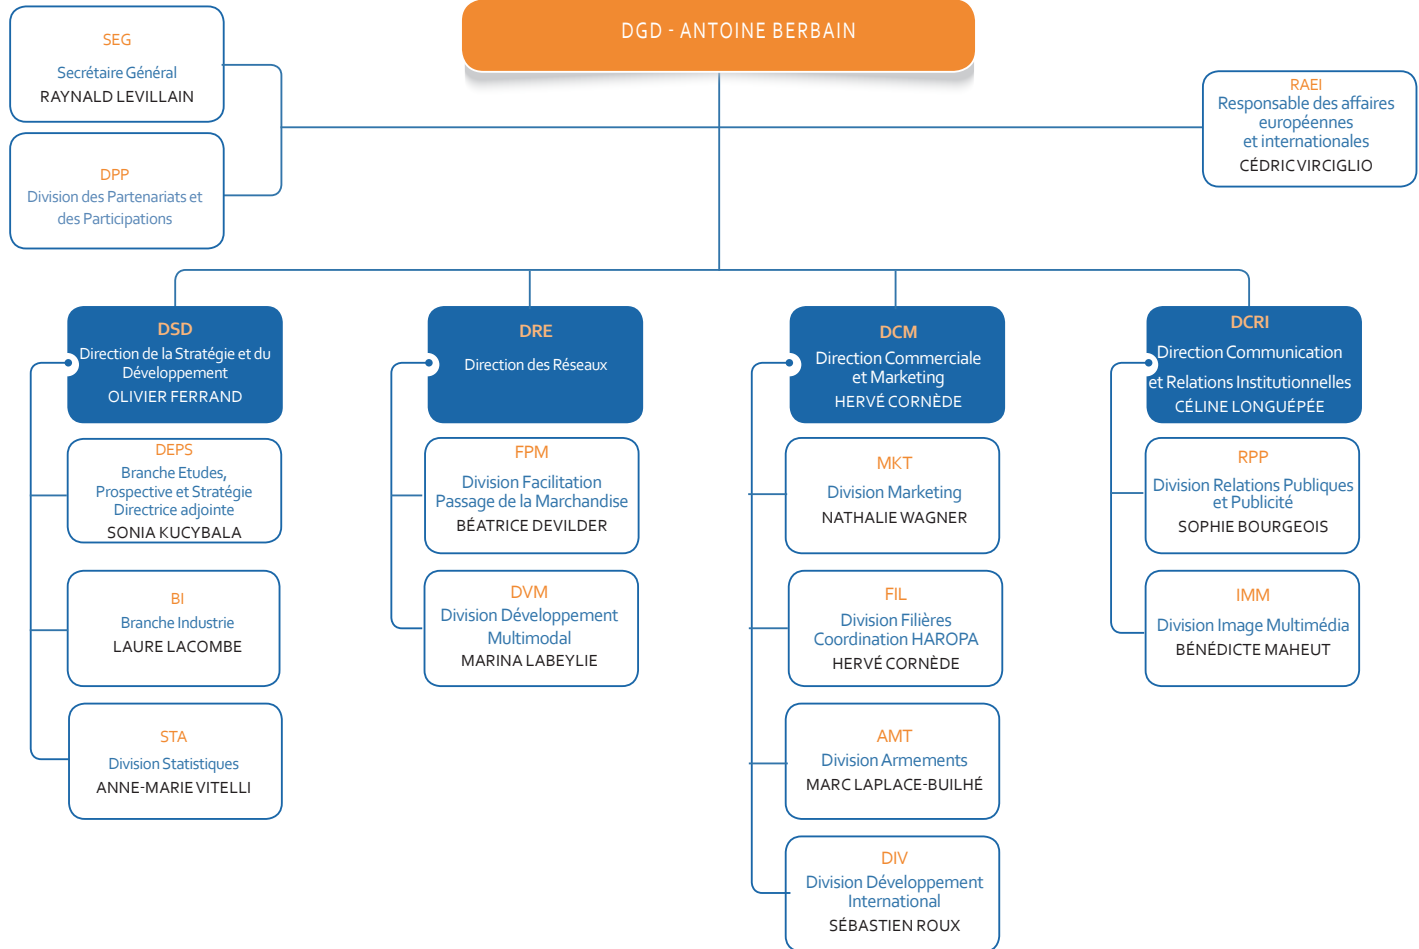 DGD - ANTOINE BERBAIN
SEG
Secrétaire Général
RAYNALD LEVILLAIN
DPP
Division des Partenariats et
des Participations
RAEI
Responsable des affaires
européennes
et internationales
CÉDRIC VIRCIGLIO
DSD
Direction de la Stratégie et du
Développement
OLIVIER FERRAND
DEPS
Branche Etudes,
Prospective et Stratégie
Directrice adjointe
SONIA KUCYBALA
BI
Branche Industrie
LAURE LACOMBE
STA
Division Statistiques
ANNE-MARIE VITELLI
DRE
Direction des Réseaux
FPM
Division Facilitation
Passage de la Marchandise
BÉATRICE DEVILDER
DVM
Division Développement
Multimodal
MARINA LABEYLIE
DCM
Direction Commerciale
et Marketing
HERVÉ CORNÈDE
MKT
Division Marketing
NATHALIE WAGNER
FIL
Division Filières
Coordination HAROPA
HERVÉ CORNÈDE
AMT
Division Armements
MARC LAPLACE-BUILHÉ
DIV
Division Développement
International
SÉBASTIEN ROUX
DCRI
Direction Communication
et Relations Institutionnelles
CÉLINE LONGUÉPÉE
RPP
Division Relations Publiques
et Publicité
SOPHIE BOURGEOIS
IMM
Division Image Multimédia
BÉNÉDICTE MAHEUT